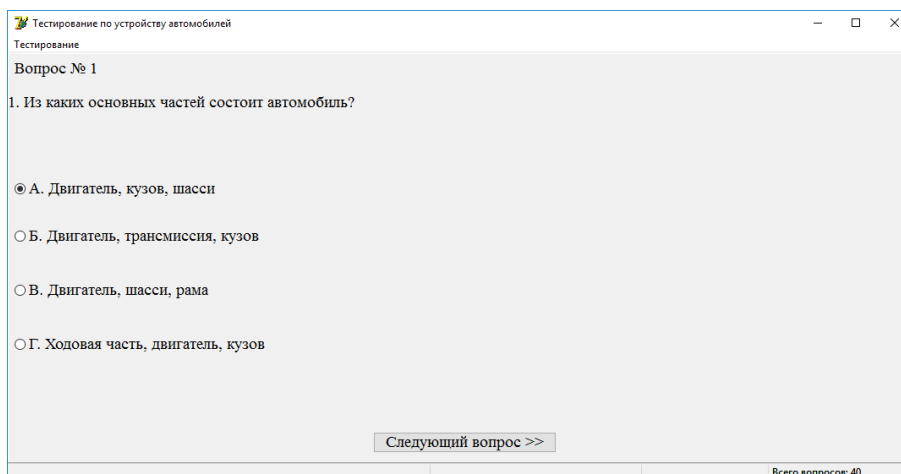 Тестирование по устройству автомобилей
Тестирование
Вопрос № 1
1. Из каких основных частей состоит автомобиль?
А. Двигатель, кузов, шасси
Б. Двигатель, трансмиссия, кузов
В. Двигатель, шасси, рама
Г. Ходовая часть, двигатель, кузов
Следующий вопрос >>
Всего вопросов: 40